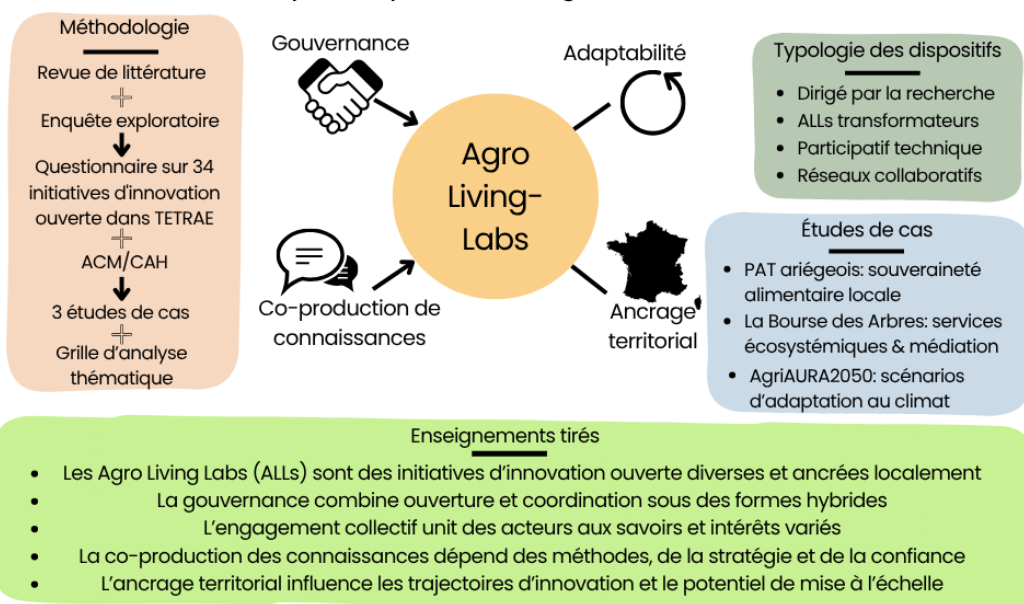 Méthodologie
Revue de littérature
Enquête exploratoire
Questionnaire sur 34
initiatives d'innovation
ouverte dans TETRAE
ACM/CAH
3 études de cas
Grille d'analyse
thématique
Gouvernance
Adaptabilité
Agro
Living-
Labs
Co-production de
connaissances
Ancrage
territorial
Typologie des dispositifs
• Dirigé par la recherche
• ALLs transformateurs
• Participatif technique
• Réseaux collaboratifs
Études de cas
• PAT ariégeois: souveraineté
alimentaire locale
• La Bourse des Arbres: services
écosystémiques & médiation
• AgriAURA2050: scénarios
d'adaptation au climat
Enseignements tirés
• Les Agro Living Labs (ALLs) sont des initiatives d'innovation ouverte diverses et ancrées localement
• La gouvernance combine ouverture et coordination sous des formes hybrides
• L'engagement collectif unit des acteurs aux savoirs et intérêts variés
• La co-production des connaissances dépend des méthodes, de la stratégie et de la confiance
• L'ancrage territorial influence les trajectoires d'innovation et le potentiel de mise à l'échelle